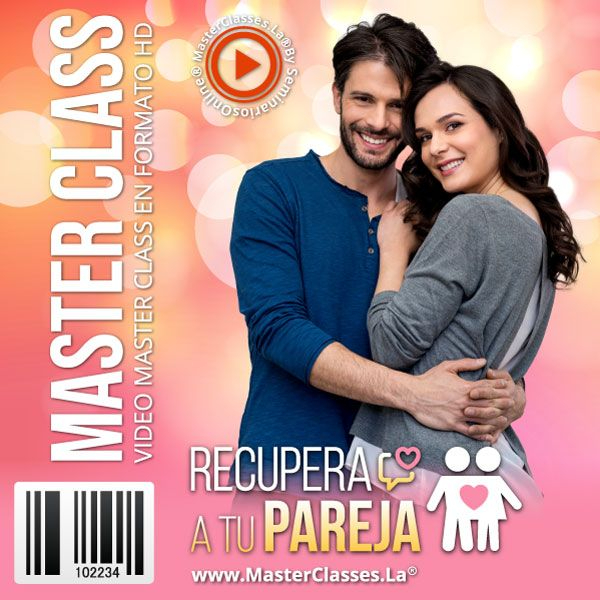 MASTER CLASS
VIDEO MASTER CLASS EN FORMATO HD
MasterClasses.La®By SeminariosOnline®
RECUPERA
A TU PAREJA
102234
www.MasterClasses.La®